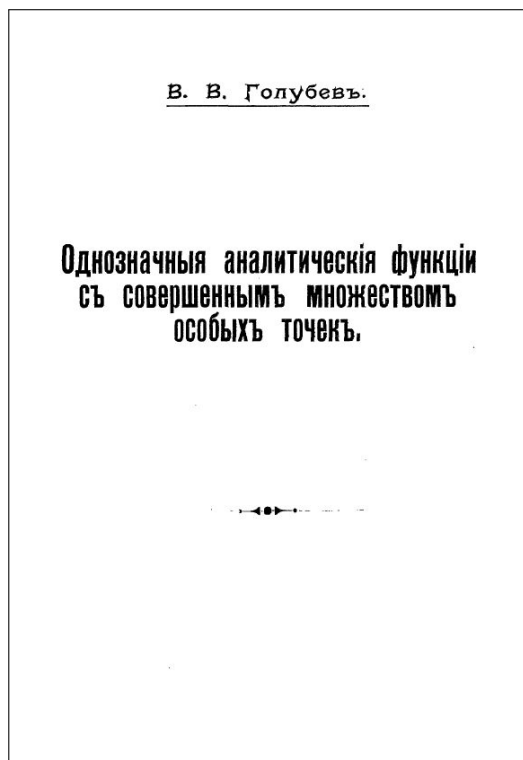 В. В. Голубевъ.
Однозначныя аналитическія функціи
съ совершеннымъ множествомъ
особыхъ точекъ.